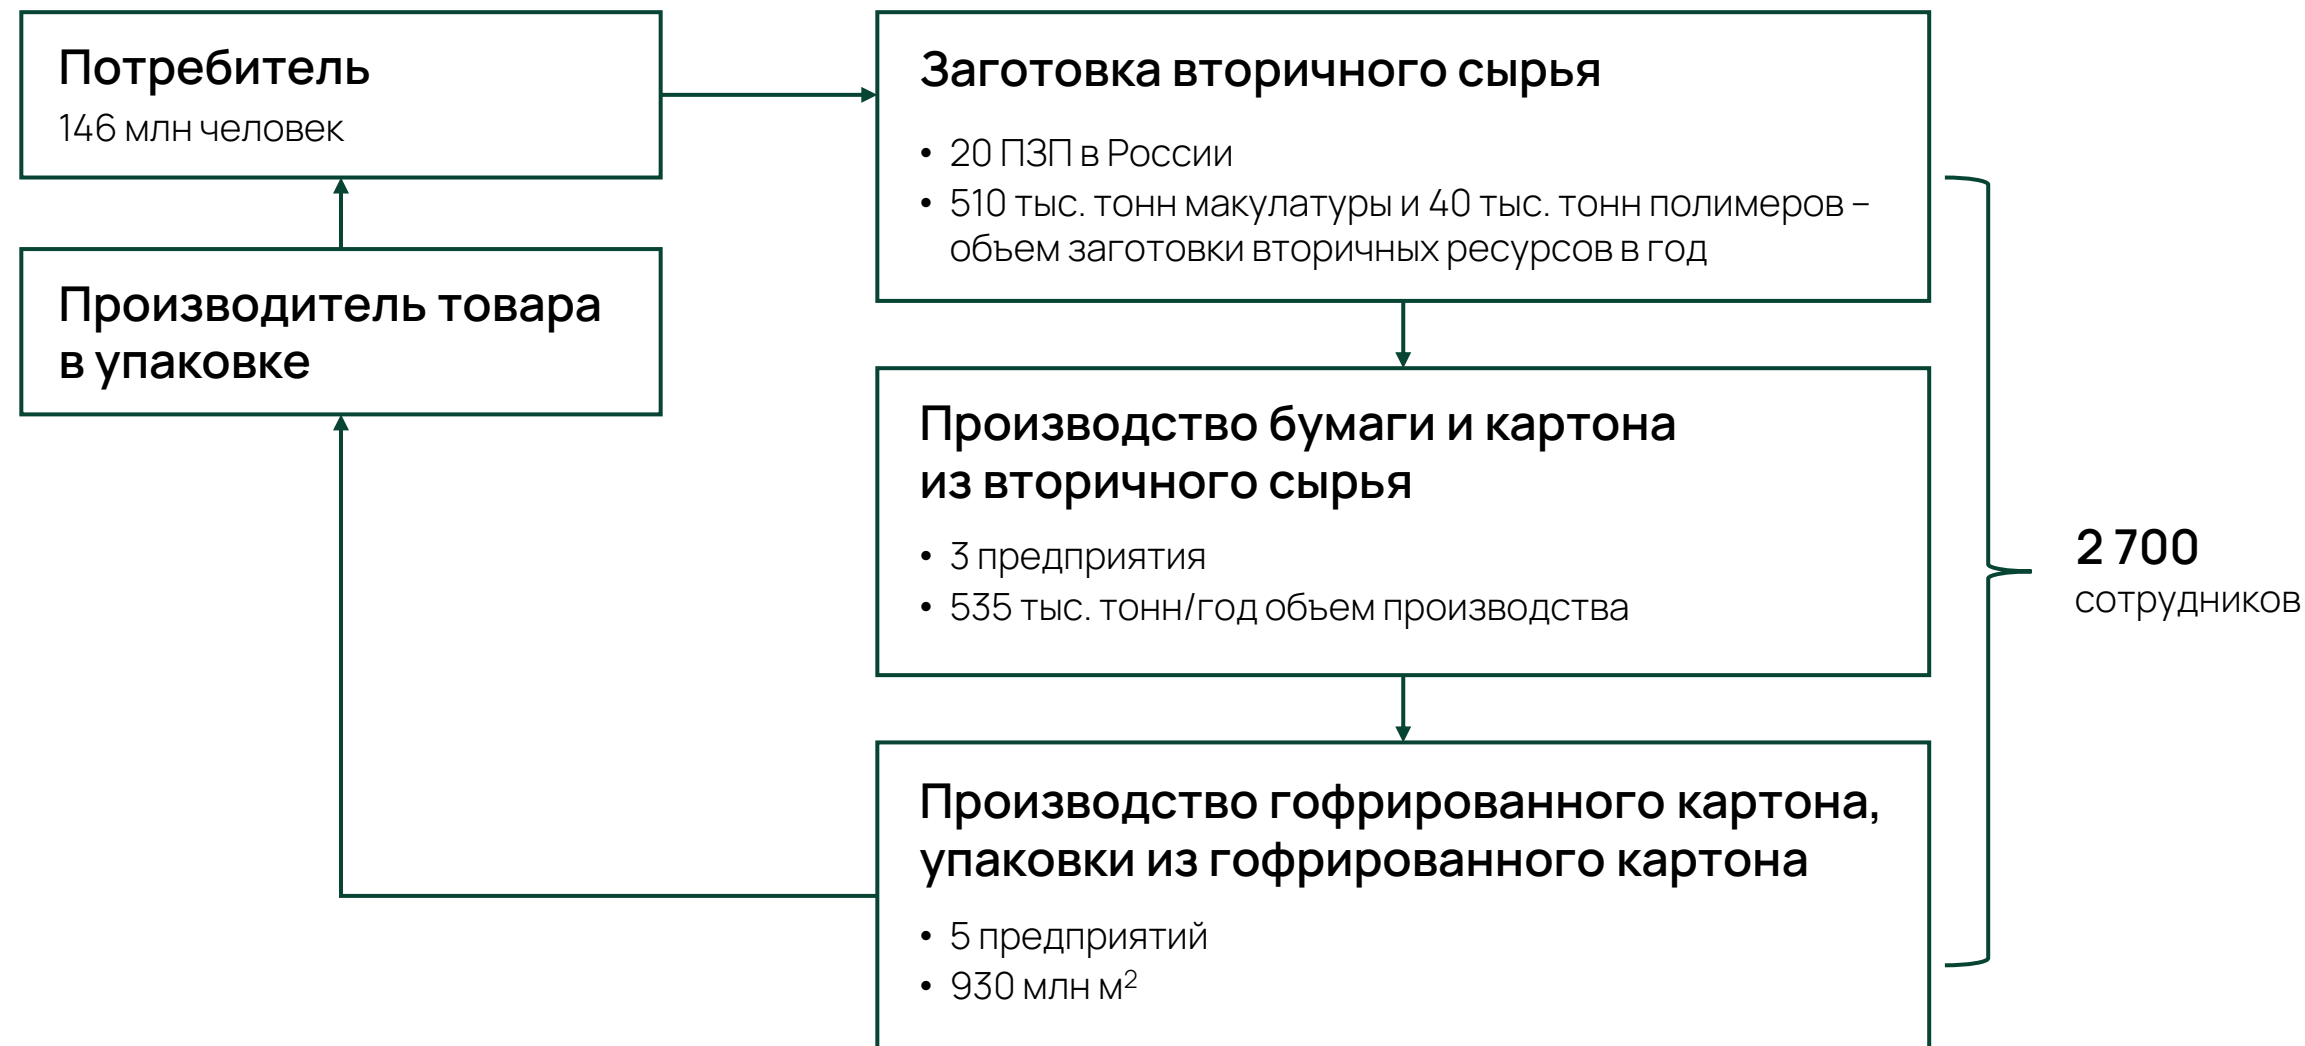 Потребитель
146 млн человек
Производитель товара
в упаковке
Заготовка вторичного сырья
• 20 ПЗП в России
• 510 тыс. тонн макулатуры и 40 тыс. тонн полимеров –
объем заготовки вторичных ресурсов в год
Производство бумаги и картона
из вторичного сырья
• 3 предприятия
• 535 тыс. тонн/год объем производства
Производство гофрированного картона,
упаковки из гофрированного картона
• 5 предприятий
• 930 млн м²
2 700
сотрудников